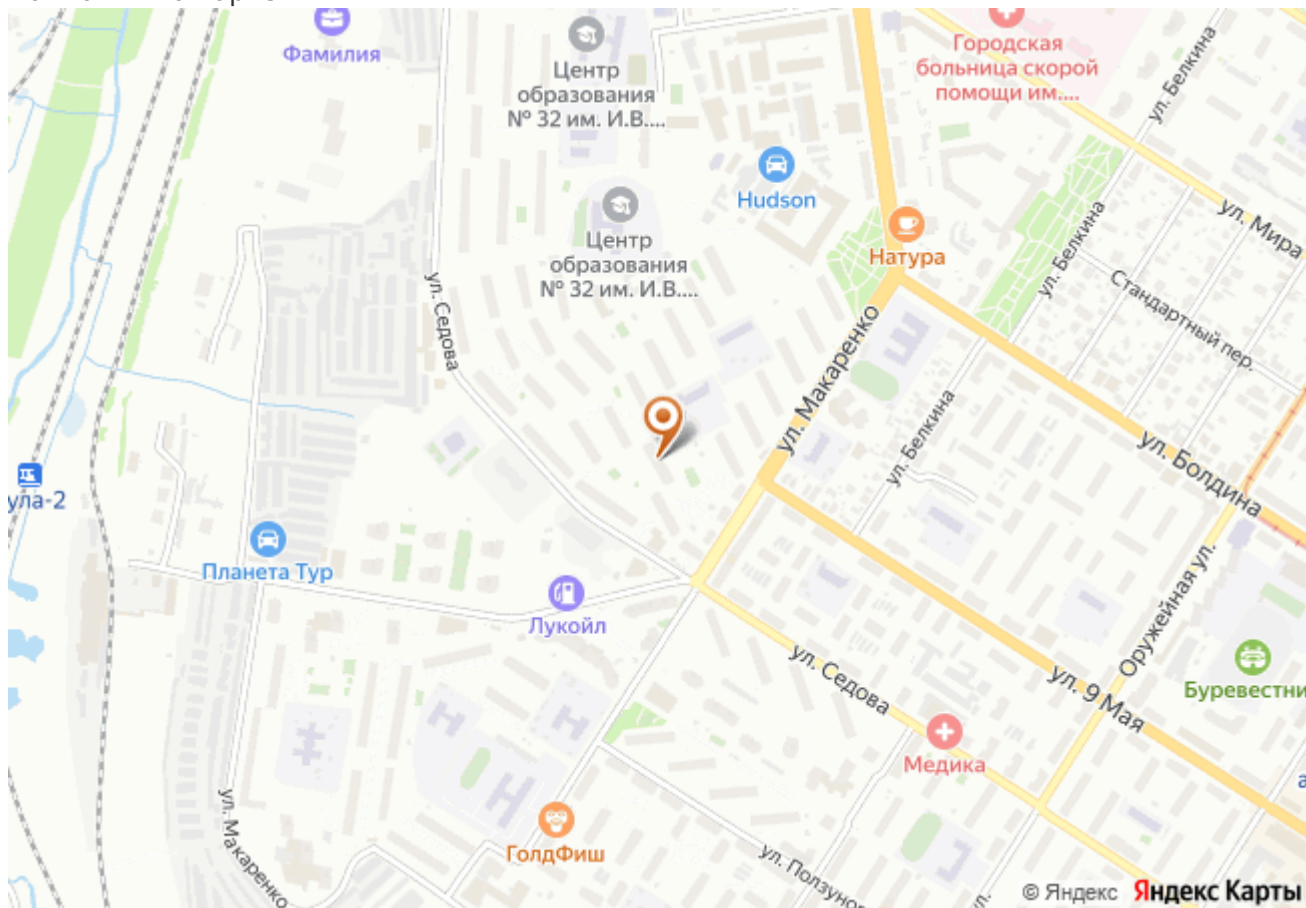 Фамилия
Центр
образования
№ 32 им. И.В....
Городская
больница скорой
помощи им....
ул. Белкина
Hudson
Центр
образования
№ 32 им. И.В....
Натура
ул. Белкина
ул. Мира
Стандартный пер.
ул. Седова
ул. Макаренко
ул. Белкина
ул. Болдина
ула-2
Планета Тур
Лукойл
Оружейная ул.
ул. Седова
ул. 9 Мая
Буревестни
Медика
ул. Макаренко
ГолдФиш
ул. Ползунов
ул.
© Яндекс Яндекс Карты